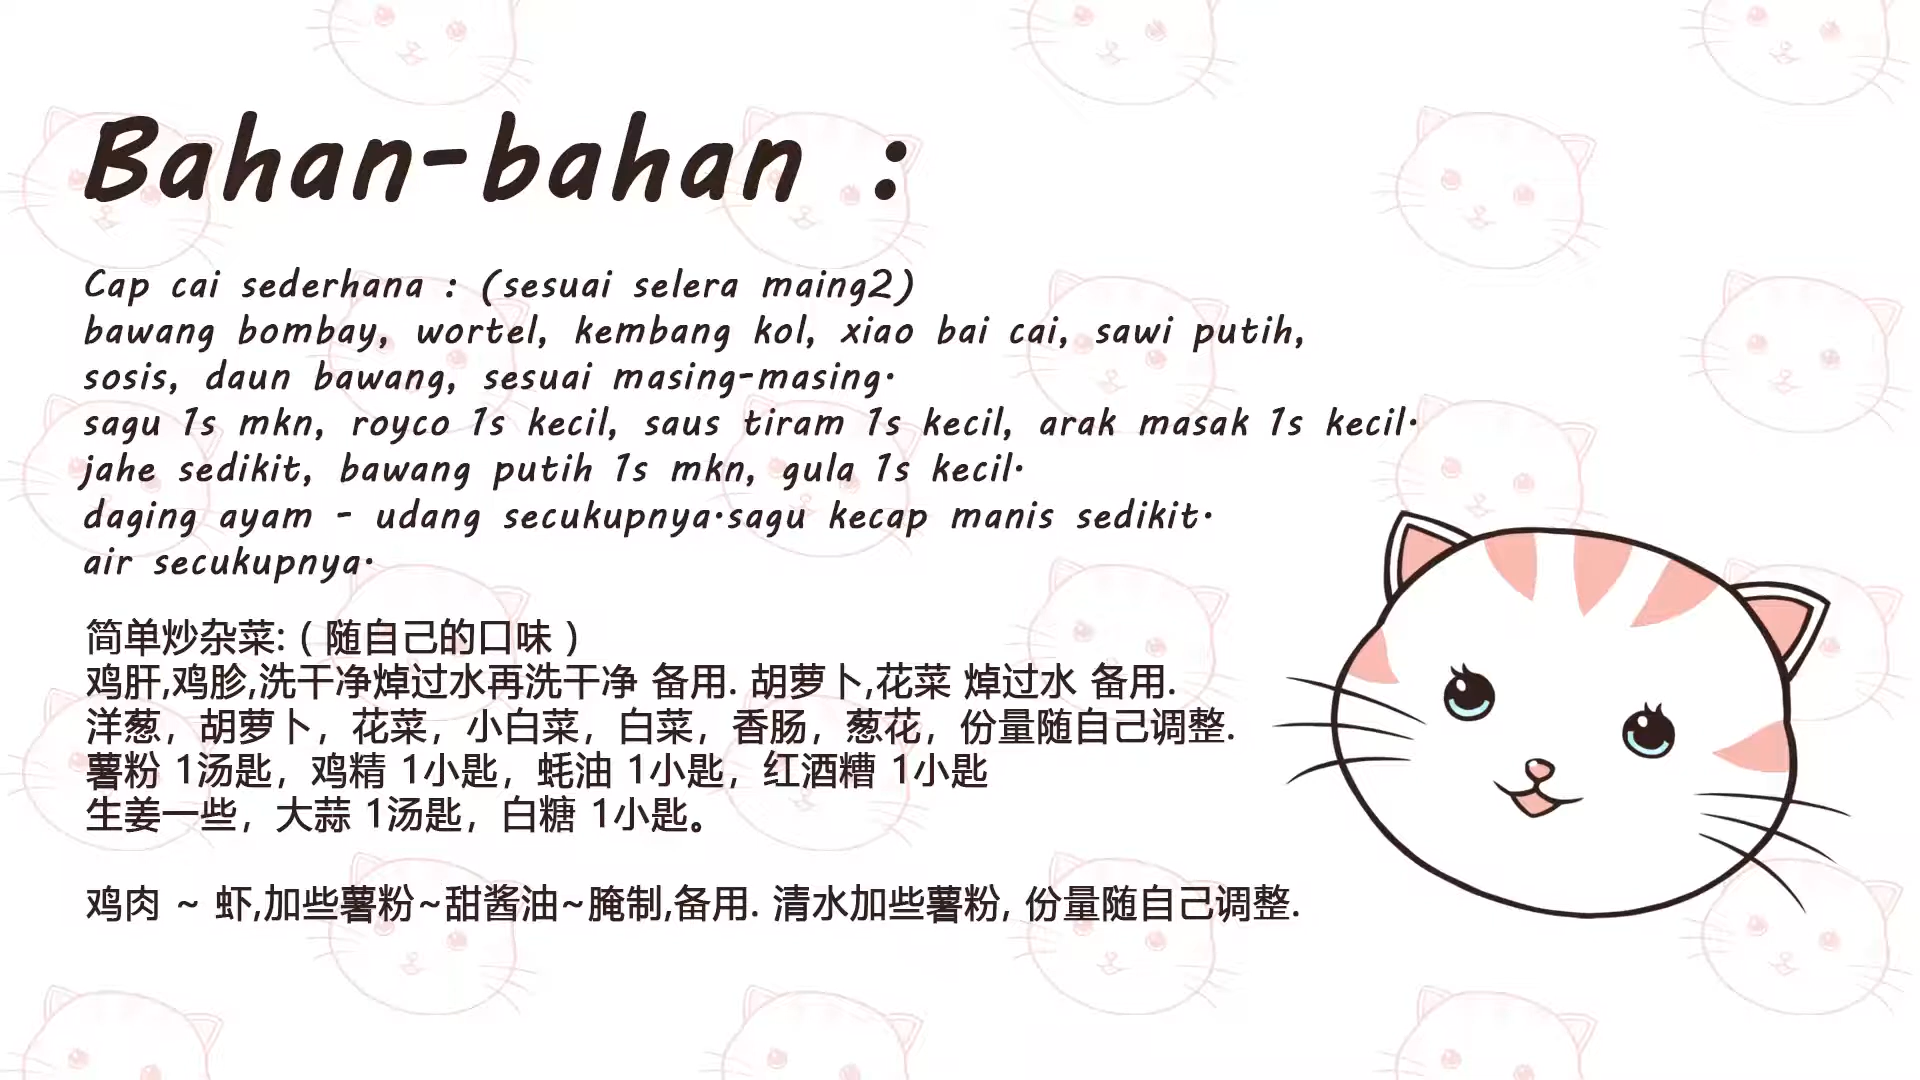 Bahan-bahan :
Cap cai sederhana : (sesuai selera maing2)
bawang bombay, wortel, kembang kol, xiao bai cai, sawi putih,
sosis, daun bawang, sesuai masing-masing.
sagu 1s mkn, royco 1s kecil, saus tiram 1s kecil, arak masak 1s kecil.
jahe sedikit, bawang putih 1s mkn, gula 1s kecil.
daging ayam - udang secukupnya.sagu kecap manis sedikit.
air secukupnya.
简单炒杂菜: ( 随自己的口味 )
鸡肝,鸡胗,洗干净焯过水再洗干净 备用. 胡萝卜,花菜 焯过水 备用.
洋葱，胡萝卜，花菜，小白菜，白菜，香肠，葱花，份量随自己调整.
薯粉 1汤匙，鸡精 1小匙，蚝油 1小匙，红酒糟 1小匙
生姜一些，大蒜 1汤匙，白糖 1小匙。
鸡肉 ~ 虾,加些薯粉~甜酱油~腌制,备用. 清水加些薯粉, 份量随自己调整.